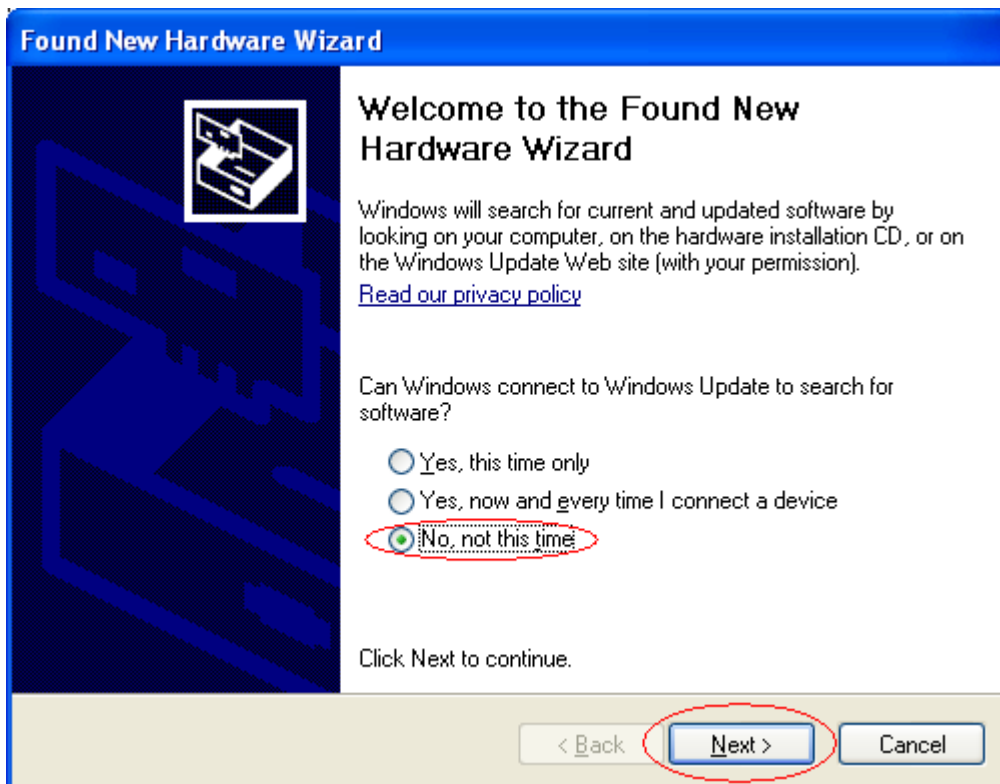 Found New Hardware Wizard
Welcome to the Found New
Hardware Wizard
Windows will search for current and updated software by
looking on your computer, on the hardware installation CD, or on
the Windows Update Web site (with your permission).
Read our privacy policy
Can Windows connect to Windows Update to search for
software?
Yes, this time only
Yes, now and every time I connect a device
No, not this time
Click Next to continue.
< Back Next > Cancel